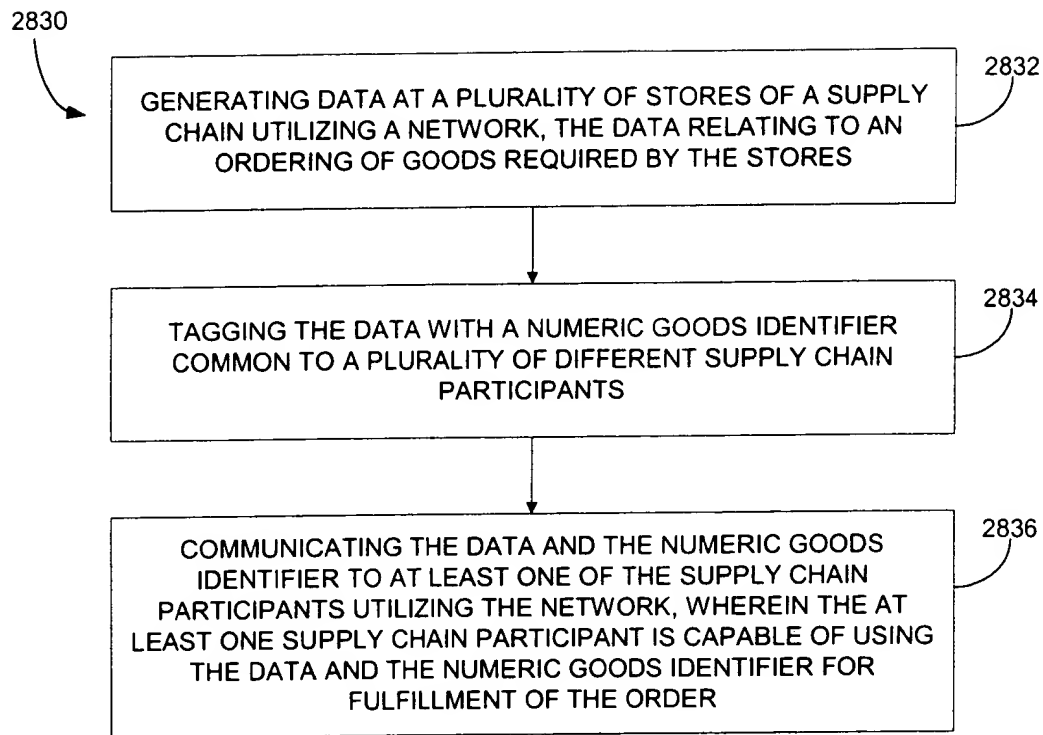 2830
2832
GENERATING DATA AT A PLURALITY OF STORES OF A SUPPLY
CHAIN UTILIZING A NETWORK, THE DATA RELATING TO AN
ORDERING OF GOODS REQUIRED BY THE STORES
2834
TAGGING THE DATA WITH A NUMERIC GOODS IDENTIFIER
COMMON TO A PLURALITY OF DIFFERENT SUPPLY CHAIN
PARTICIPANTS
2836
COMMUNICATING THE DATA AND THE NUMERIC GOODS
IDENTIFIER TO AT LEAST ONE OF THE SUPPLY CHAIN
PARTICIPANTS UTILIZING THE NETWORK, WHEREIN THE AT
LEAST ONE SUPPLY CHAIN PARTICIPANT IS CAPABLE OF USING
THE DATA AND THE NUMERIC GOODS IDENTIFIER FOR
FULFILLMENT OF THE ORDER